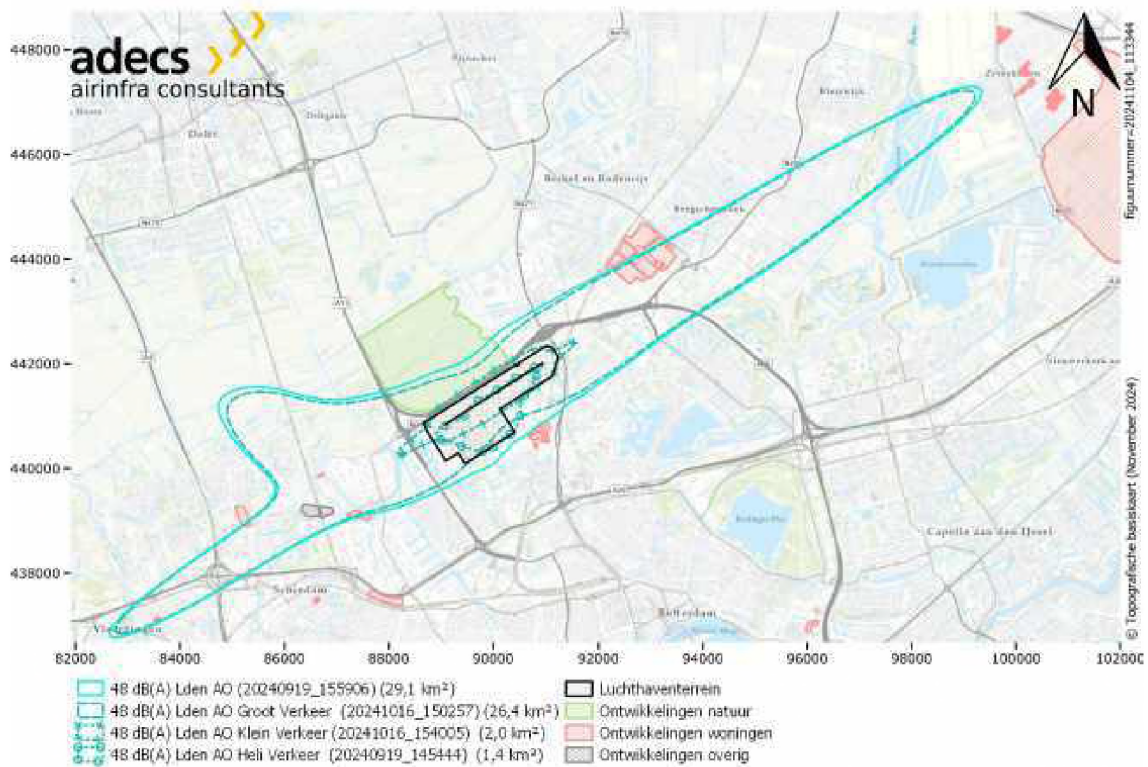 adecs
airinfra consultants
N
figuurnummer=20241104_113344
© Topografische basiskaart (November 2024)
448000
446000
444000
442000
440000
438000
Delft
Berkel en Rodenrijs
Bergschenhoek
Bleiswijk
Zevenhuizen
Capelle aan den IJssel
Schiedam
Rotterdam
Vlaardingen
82000 84000 86000 88000 90000 92000 94000 96000 98000 100000 102000
48 dB(A) Lden AO (20240919_155906) (29,1 km²)
48 dB(A) Lden AO Groot Verkeer (20241016_150257) (26,4 km²)
48 dB(A) Lden AO Klein Verkeer (20241016_154005) (2,0 km²)
48 dB(A) Lden AO Heli Verkeer (20240919_145444) (1,4 km²)
Luchthaventerrein
Ontwikkelingen natuur
Ontwikkelingen woningen
Ontwikkelingen overig